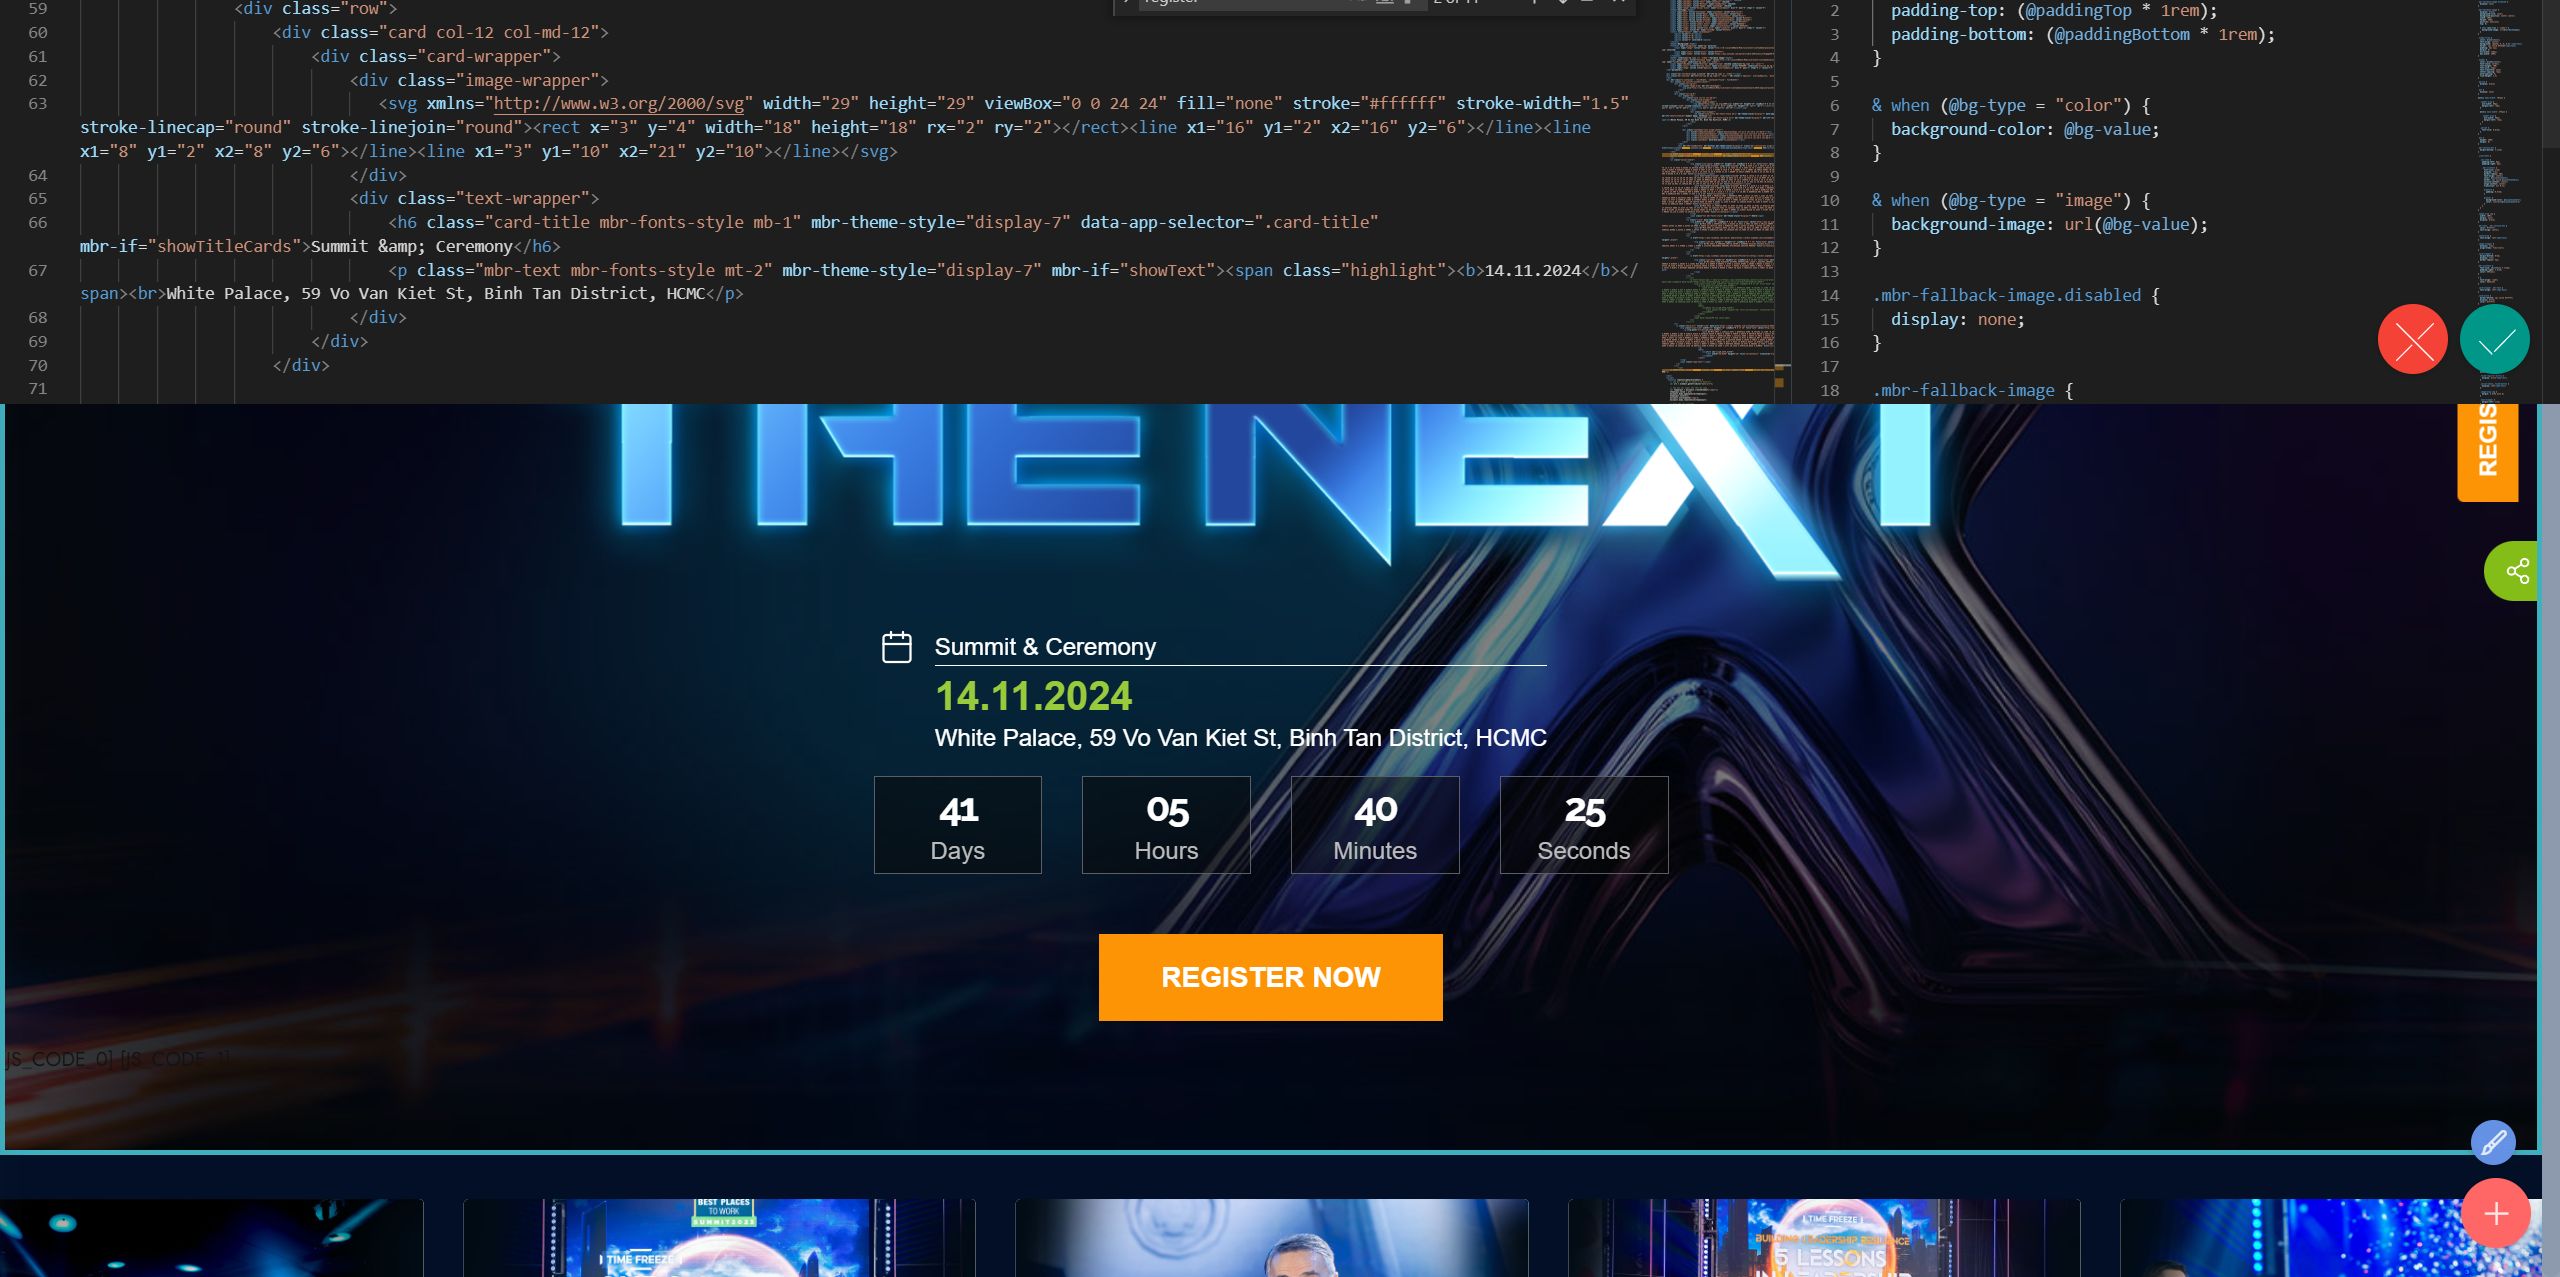 59 <div class="row">
60 <div class="card col-12 col-md-12">
61 <div class="card-wrapper">
62 <div class="image-wrapper">
63 <svg xmlns="http://www.w3.org/2000/svg" width="29" height="29" viewBox="0 0 24 24" fill="none" stroke="#ffffff" stroke-width="1.5"
stroke-linecap="round" stroke-linejoin="round"><rect x="3" y="4" width="18" height="18" rx="2" ry="2"></rect><line x1="16" y1="2" x2="16" y2="6"></line><line
x1="8" y1="2" x2="8" y2="6"></line><line x1="3" y1="10" x2="21" y2="10"></line></svg>
64 </div>
65 <div class="text-wrapper">
66 <h6 class="card-title mbr-fonts-style mb-1" mbr-theme-style="display-7" data-app-selector=".card-title"
mbr-if="showTitleCards">Summit &amp; Ceremony</h6>
67 <p class="mbr-text mbr-fonts-style mt-2" mbr-theme-style="display-7" mbr-if="showText"><span class="highlight"><b>14.11.2024</b></
span><br>White Palace, 59 Vo Van Kiet St, Binh Tan District, HCMC</p>
68 </div>
69 </div>
70 </div>
71
2 padding-top: (@paddingTop * 1rem);
3 padding-bottom: (@paddingBottom * 1rem);
4 }
5
6 & when (@bg-type = "color") {
7 background-color: @bg-value;
8 }
9
10 & when (@bg-type = "image") {
11 background-image: url(@bg-value);
12 }
13
14 .mbr-fallback-image.disabled {
15 display: none;
16 }
17
18 .mbr-fallback-image {
THE NEXT
REGIS
Summit & Ceremony
14.11.2024
White Palace, 59 Vo Van Kiet St, Binh Tan District, HCMC
41 05 40 25
Days Hours Minutes Seconds
REGISTER NOW
JS_CODE_0] [JS_CODE_1]
BEST PLACES
TO WORK
SUMMIT2023
TIME FREEZE
TIME FREEZE
BUILDING LEADERSHIP RESILIENCE
5 LESSONS
IN LEADERSHIP